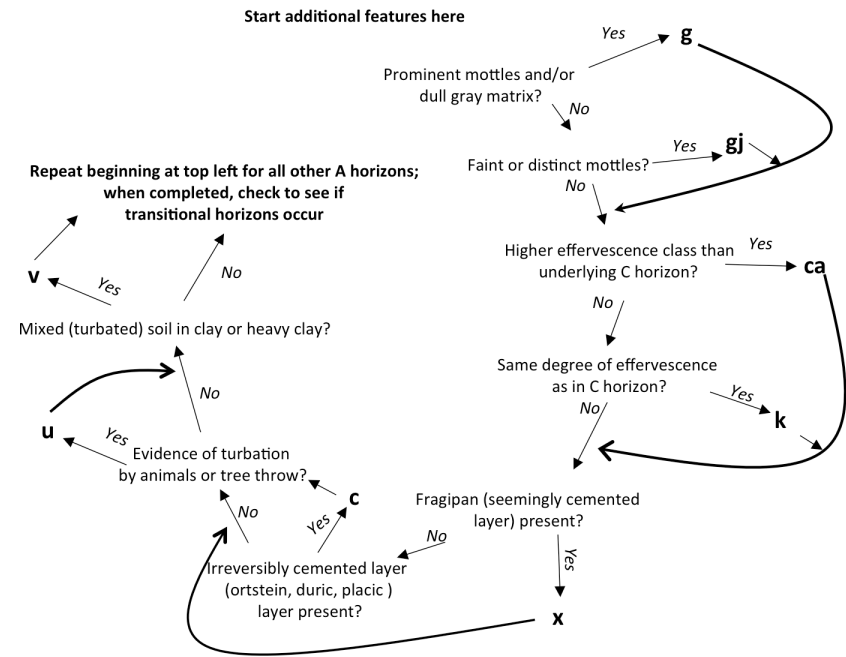 Start additional features here
Yes
g
Prominent mottles and/or
dull gray matrix?
No
Yes
gj
Faint or distinct mottles?
No
Repeat beginning at top left for all other A horizons;
when completed, check to see if
transitional horizons occur
Higher effervescence class than
underlying C horizon?
Yes
ca
No
v
Yes
No
Mixed (turbated) soil in clay or heavy clay?
Same degree of effervescence
as in C horizon?
Yes
k
No
No
u
Yes
Evidence of turbation
by animals or tree throw?
c
Fragipan (seemingly cemented
layer) present?
No
Yes
No
Yes
Irreversibly cemented layer
(ortstein, duric, placic )
layer present?
x